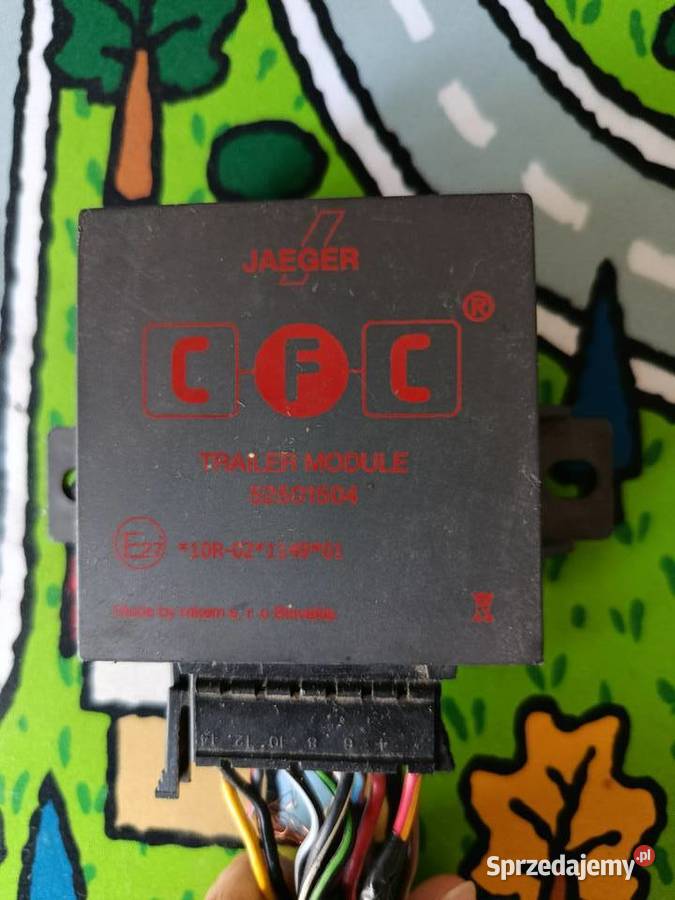 JAEGER
C F C ®
TRAILER MODULE
52501504
E27 *10R-02*1149*01
Made by s. r. o Slovakia
14 12 10 8 6 4
Sprzedajemy.pl